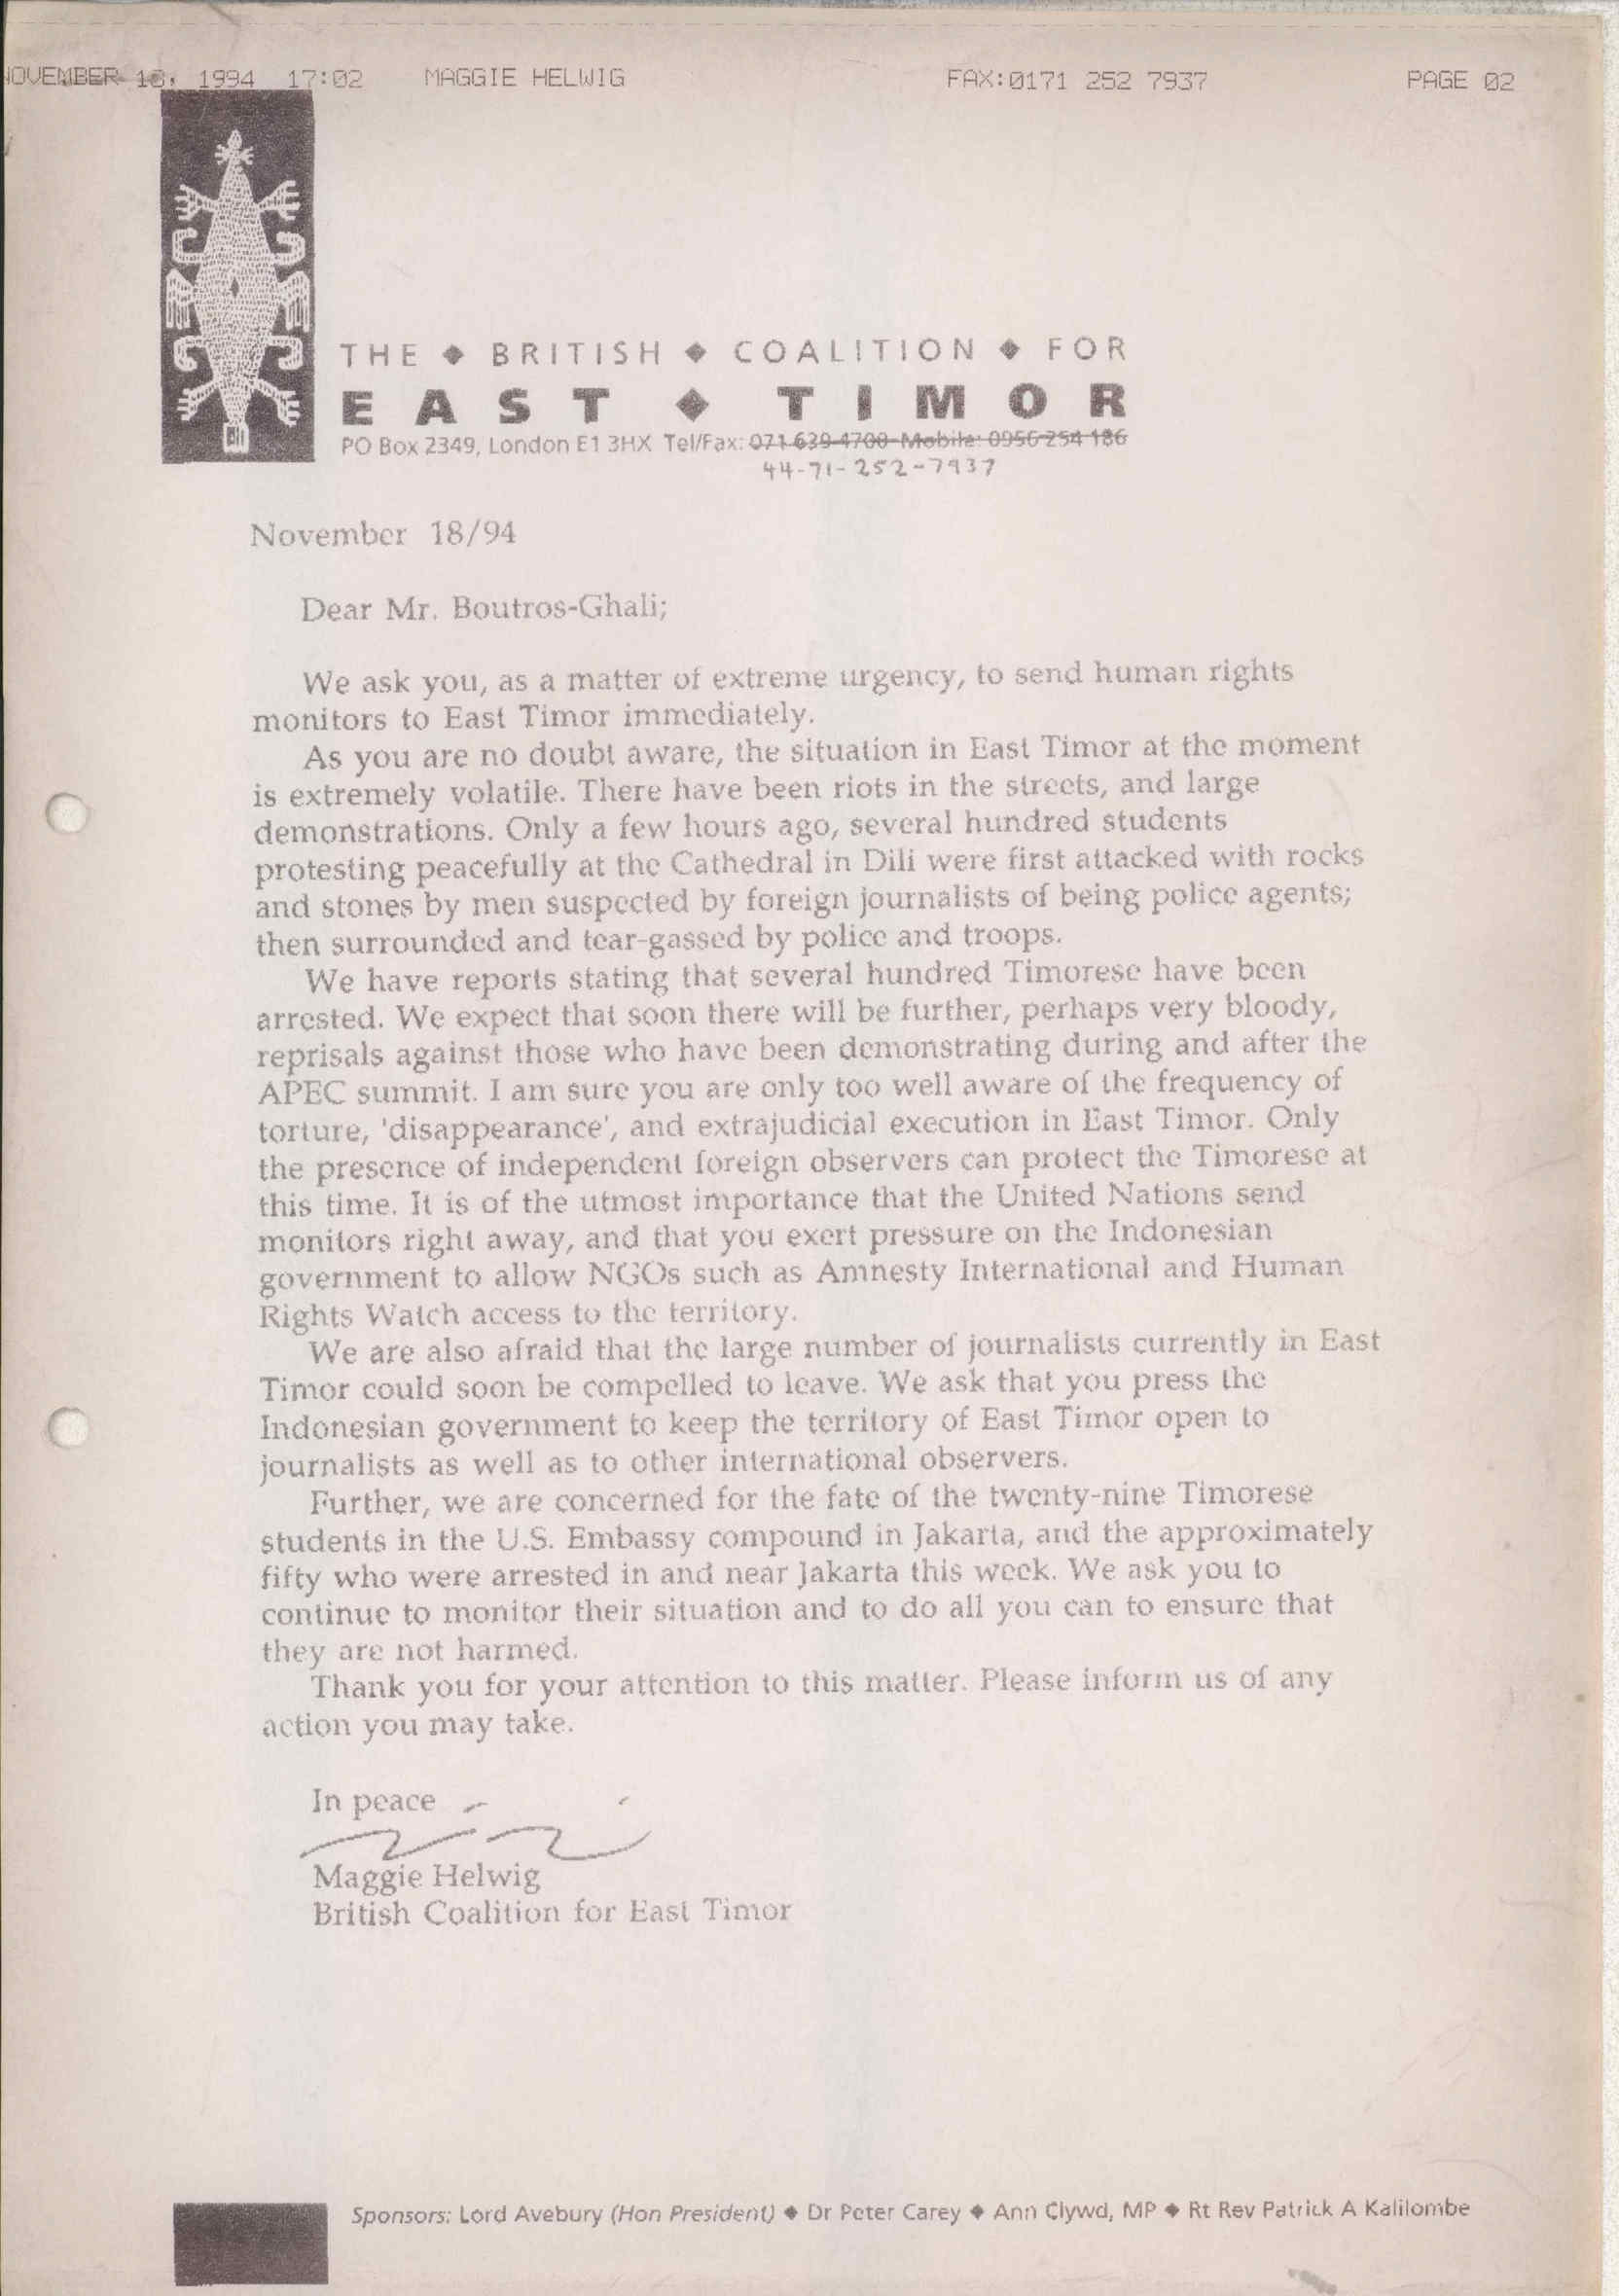 NOVEMBER 18, 1994 17:02 MAGGIE HELWIG FAX:0171 252 7937 PAGE 02
THE ◆ BRITISH ◆ COALITION ◆ FOR
EAST ◆ TIMOR
PO Box 2349, London E1 3HX Tel/Fax: 071 639 4700 Mobile: 0956 254 186
44-71-252-7937
November 18/94
Dear Mr. Boutros-Ghali;
We ask you, as a matter of extreme urgency, to send human rights
monitors to East Timor immediately.
As you are no doubt aware, the situation in East Timor at the moment
is extremely volatile. There have been riots in the streets, and large
demonstrations. Only a few hours ago, several hundred students
protesting peacefully at the Cathedral in Dili were first attacked with rocks
and stones by men suspected by foreign journalists of being police agents;
then surrounded and tear-gassed by police and troops.
We have reports stating that several hundred Timorese have been
arrested. We expect that soon there will be further, perhaps very bloody,
reprisals against those who have been demonstrating during and after the
APEC summit. I am sure you are only too well aware of the frequency of
torture, 'disappearance', and extrajudicial execution in East Timor. Only
the presence of independent foreign observers can protect the Timorese at
this time. It is of the utmost importance that the United Nations send
monitors right away, and that you exert pressure on the Indonesian
government to allow NGOs such as Amnesty International and Human
Rights Watch access to the territory.
We are also afraid that the large number of journalists currently in East
Timor could soon be compelled to leave. We ask that you press the
Indonesian government to keep the territory of East Timor open to
journalists as well as to other international observers.
Further, we are concerned for the fate of the twenty-nine Timorese
students in the U.S. Embassy compound in Jakarta, and the approximately
fifty who were arrested in and near Jakarta this week. We ask you to
continue to monitor their situation and to do all you can to ensure that
they are not harmed.
Thank you for your attention to this matter. Please inform us of any
action you may take.
In peace
Maggie Helwig
British Coalition for East Timor
Sponsors: Lord Avebury (Hon President) ◆ Dr Peter Carey ◆ Ann Clywd, MP ◆ Rt Rev Patrick A Kalilombe